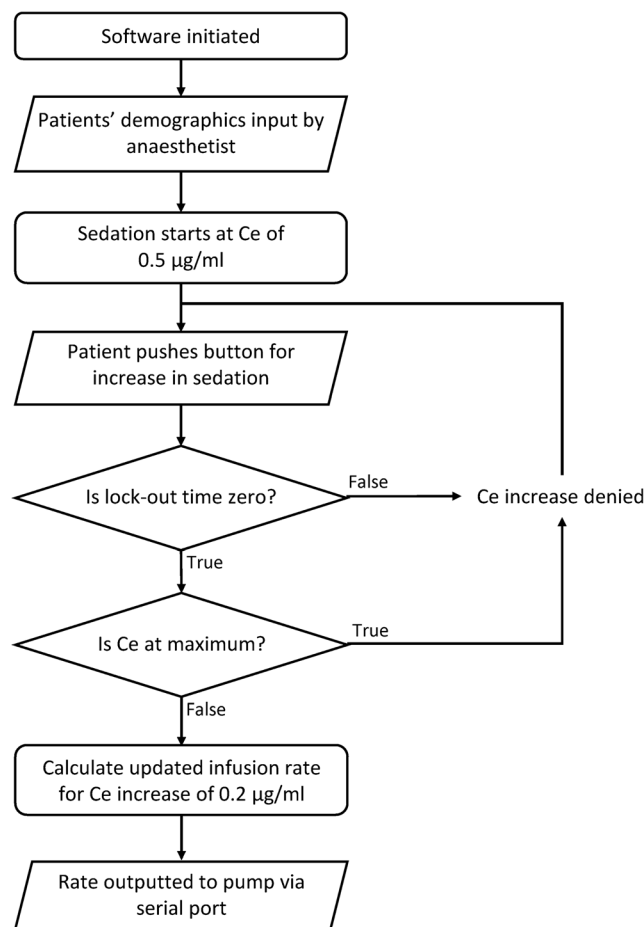 Software initiated
Patients’ demographics input by
anaesthetist
Sedation starts at Ce of
0.5 µg/ml
Patient pushes button for
increase in sedation
Is lock-out time zero?
False
Ce increase denied
True
Is Ce at maximum?
True
False
Calculate updated infusion rate
for Ce increase of 0.2 µg/ml
Rate outputted to pump via
serial port